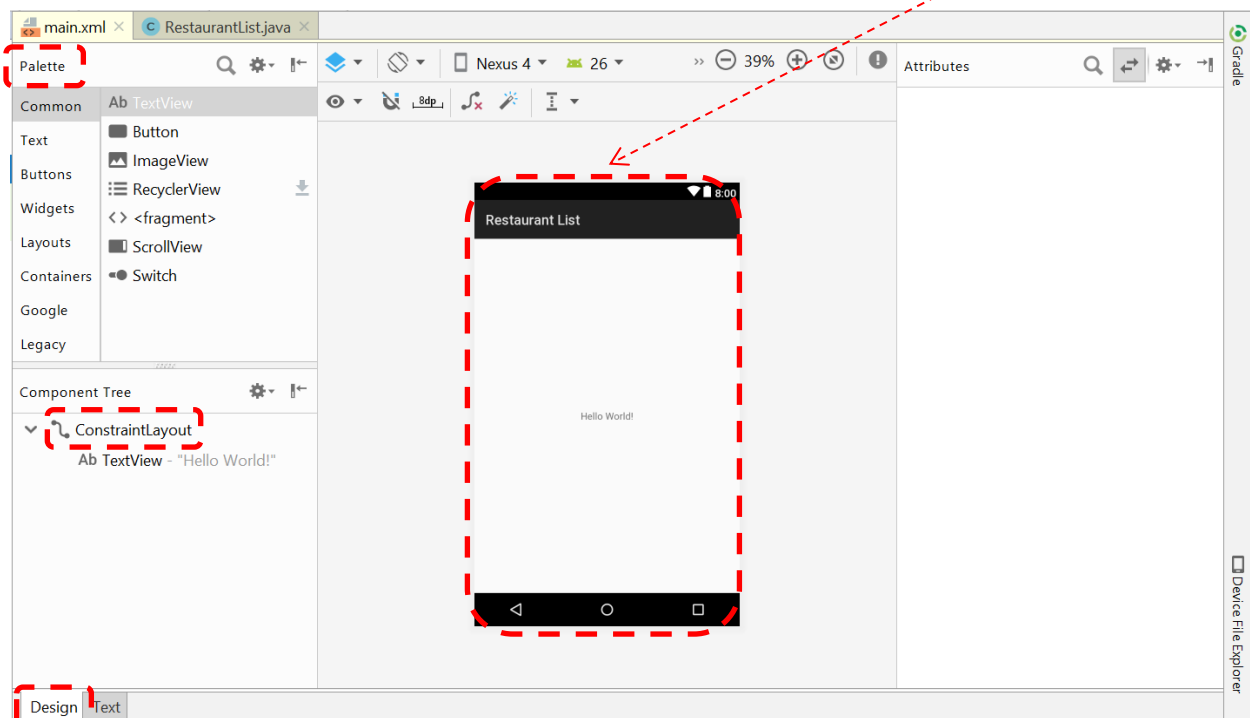 main.xml
RestaurantList.java
Palette
Nexus 4
26
39%
Attributes
Gradle
8dp
Common
Text
Buttons
Widgets
Layouts
Containers
Google
Legacy
Ab TextView
Button
ImageView
RecyclerView
<fragment>
ScrollView
Switch
8:00
Restaurant List
Hello World!
Component Tree
ConstraintLayout
Ab TextView - "Hello World!"
Device File Explorer
Design
Text